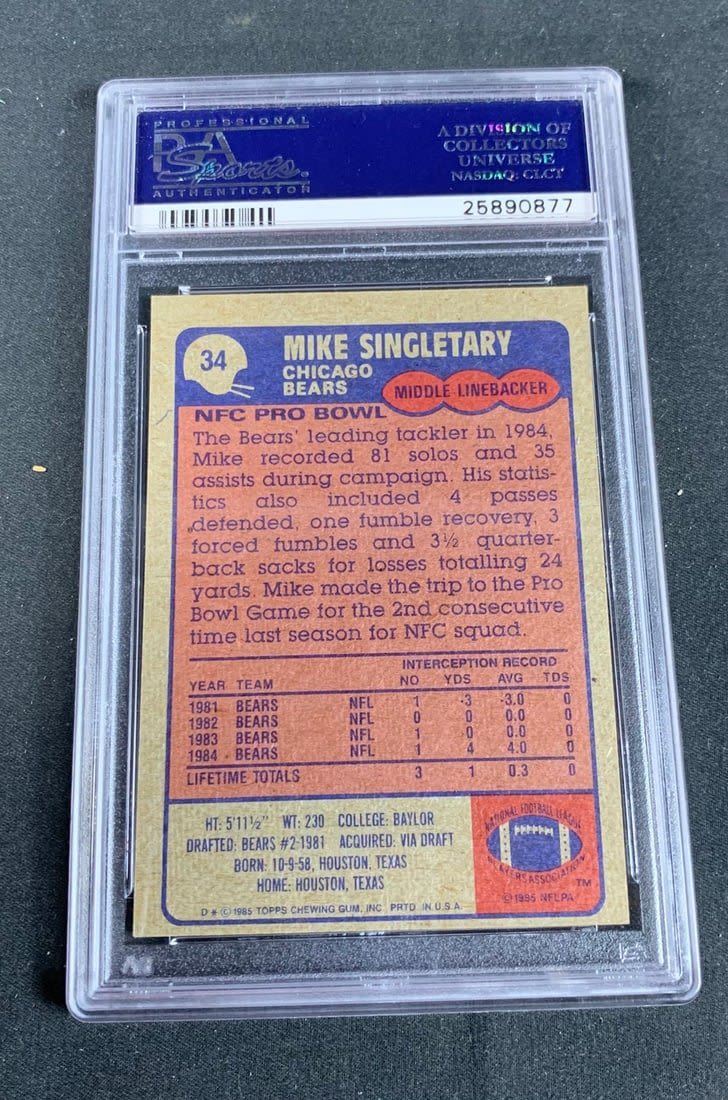 PROFESSIONAL
PSA
Sports.
AUTHENTICATOR
A DIVISION OF
COLLECTORS
UNIVERSE
NASDAQ: CLCT
25890877
34
MIKE SINGLETARY
CHICAGO
BEARS
MIDDLE LINEBACKER
NFC PRO BOWL
The Bears' leading tackler in 1984,
Mike recorded 81 solos and 35
assists during campaign. His statis-
tics also included 4 passes
defended, one fumble recovery, 3
forced fumbles and 3½ quarter-
back sacks for losses totalling 24
yards. Mike made the trip to the Pro
Bowl Game for the 2nd consecutive
time last season for NFC squad.
INTERCEPTION RECORD
YEAR TEAM NO YDS AVG TDS
1981 BEARS NFL 1 -3 -3.0 0
1982 BEARS NFL 0 0 0.0 0
1983 BEARS NFL 1 0 0.0 0
1984 BEARS NFL 1 4 4.0 0
LIFETIME TOTALS 3 1 0.3 0
HT: 5'11½" WT: 230 COLLEGE: BAYLOR
DRAFTED: BEARS #2-1981 ACQUIRED: VIA DRAFT
BORN: 10-9-58, HOUSTON, TEXAS
HOME: HOUSTON, TEXAS
D * © 1985 TOPPS CHEWING GUM, INC PRTD IN U.S.A.
NATIONAL FOOTBALL LEAGUE
PLAYERS ASSOCIATION
TM
© 1985 NFLPA